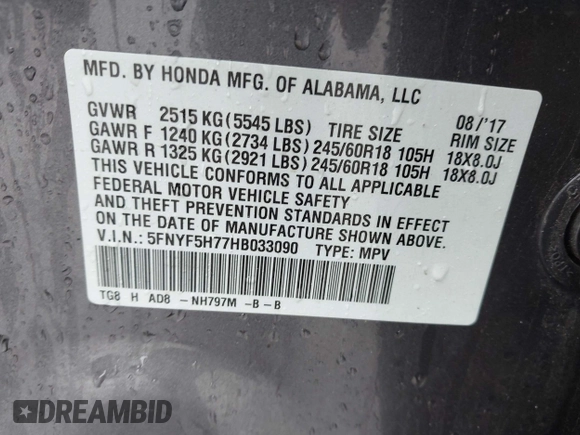 MFD. BY HONDA MFG. OF ALABAMA, LLC
08/'17
GVWR 2515 KG (5545 LBS) TIRE SIZE RIM SIZE
GAWR F 1240 KG (2734 LBS) 245/60R18 105H 18X8.0J
GAWR R 1325 KG (2921 LBS) 245/60R18 105H 18X8.0J
THIS VEHICLE CONFORMS TO ALL APPLICABLE
FEDERAL MOTOR VEHICLE SAFETY
AND THEFT PREVENTION STANDARDS IN EFFECT
ON THE DATE OF MANUFACTURE SHOWN ABOVE.
V.I.N.: 5FNYF5H77HB033090 TYPE: MPV
TG8 H AD8 - NH797M - B - B
DREAMBID